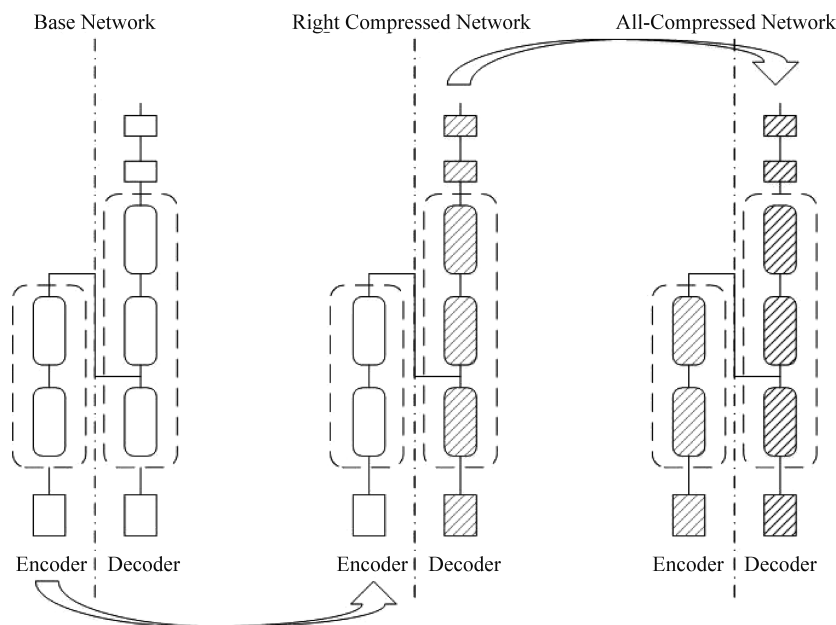 Base Network
Right Compressed Network
All-Compressed Network
Encoder
Decoder
Encoder
Decoder
Encoder
Decoder